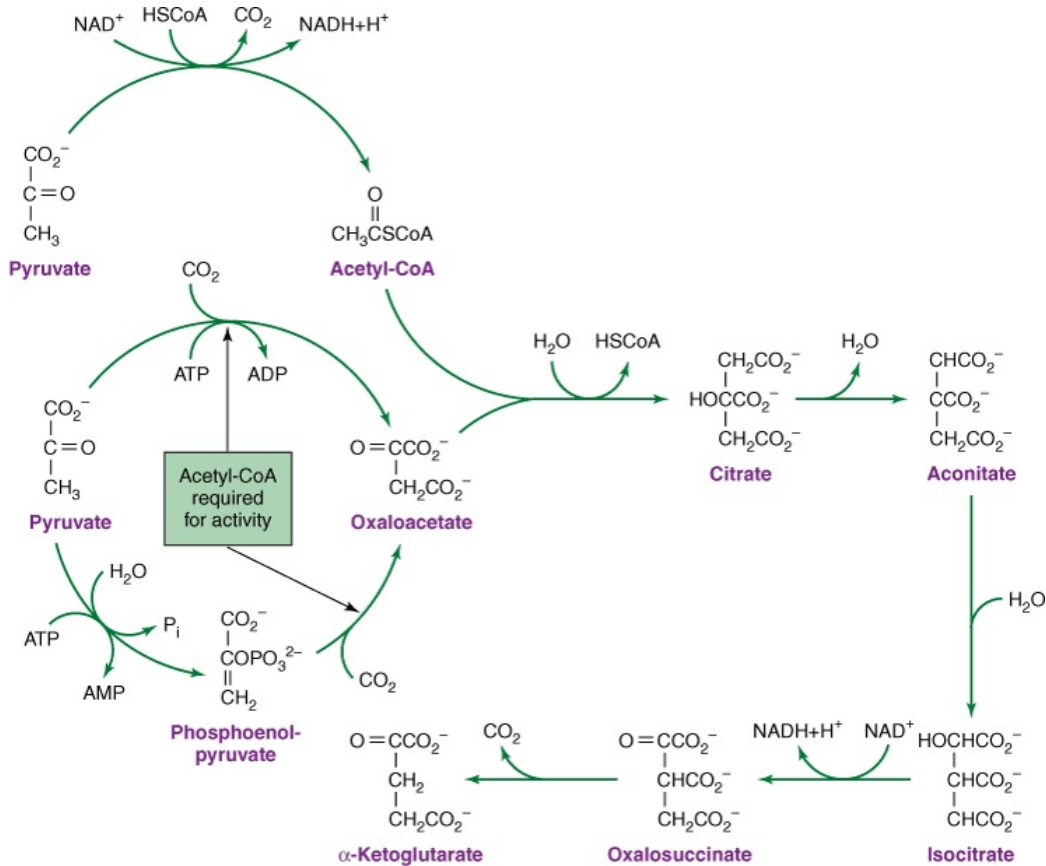 NAD⁺
HSCoA
CO₂
NADH+H⁺
CO₂⁻
C=O
CH₃
Pyruvate
O
CH₃CSCoA
Acetyl-CoA
CO₂
ATP
ADP
CO₂⁻
C=O
CH₃
Pyruvate
Acetyl-CoA
required
for activity
O=CCO₂⁻
CH₂CO₂⁻
Oxaloacetate
H₂O
HSCoA
CH₂CO₂⁻
HOCCO₂⁻
CH₂CO₂⁻
Citrate
H₂O
CHCO₂⁻
CCO₂⁻
CH₂CO₂⁻
Aconitate
H₂O
ATP
Pᵢ
AMP
CO₂⁻
COPO₃²⁻
CH₂
Phosphoenol-
pyruvate
CO₂
H₂O
HOCHCO₂⁻
CHCO₂⁻
CHCO₂⁻
Isocitrate
NAD⁺
NADH+H⁺
O=CCO₂⁻
CHCO₂⁻
CH₂CO₂⁻
Oxalosuccinate
CO₂
O=CCO₂⁻
CH₂
CH₂CO₂⁻
α-Ketoglutarate